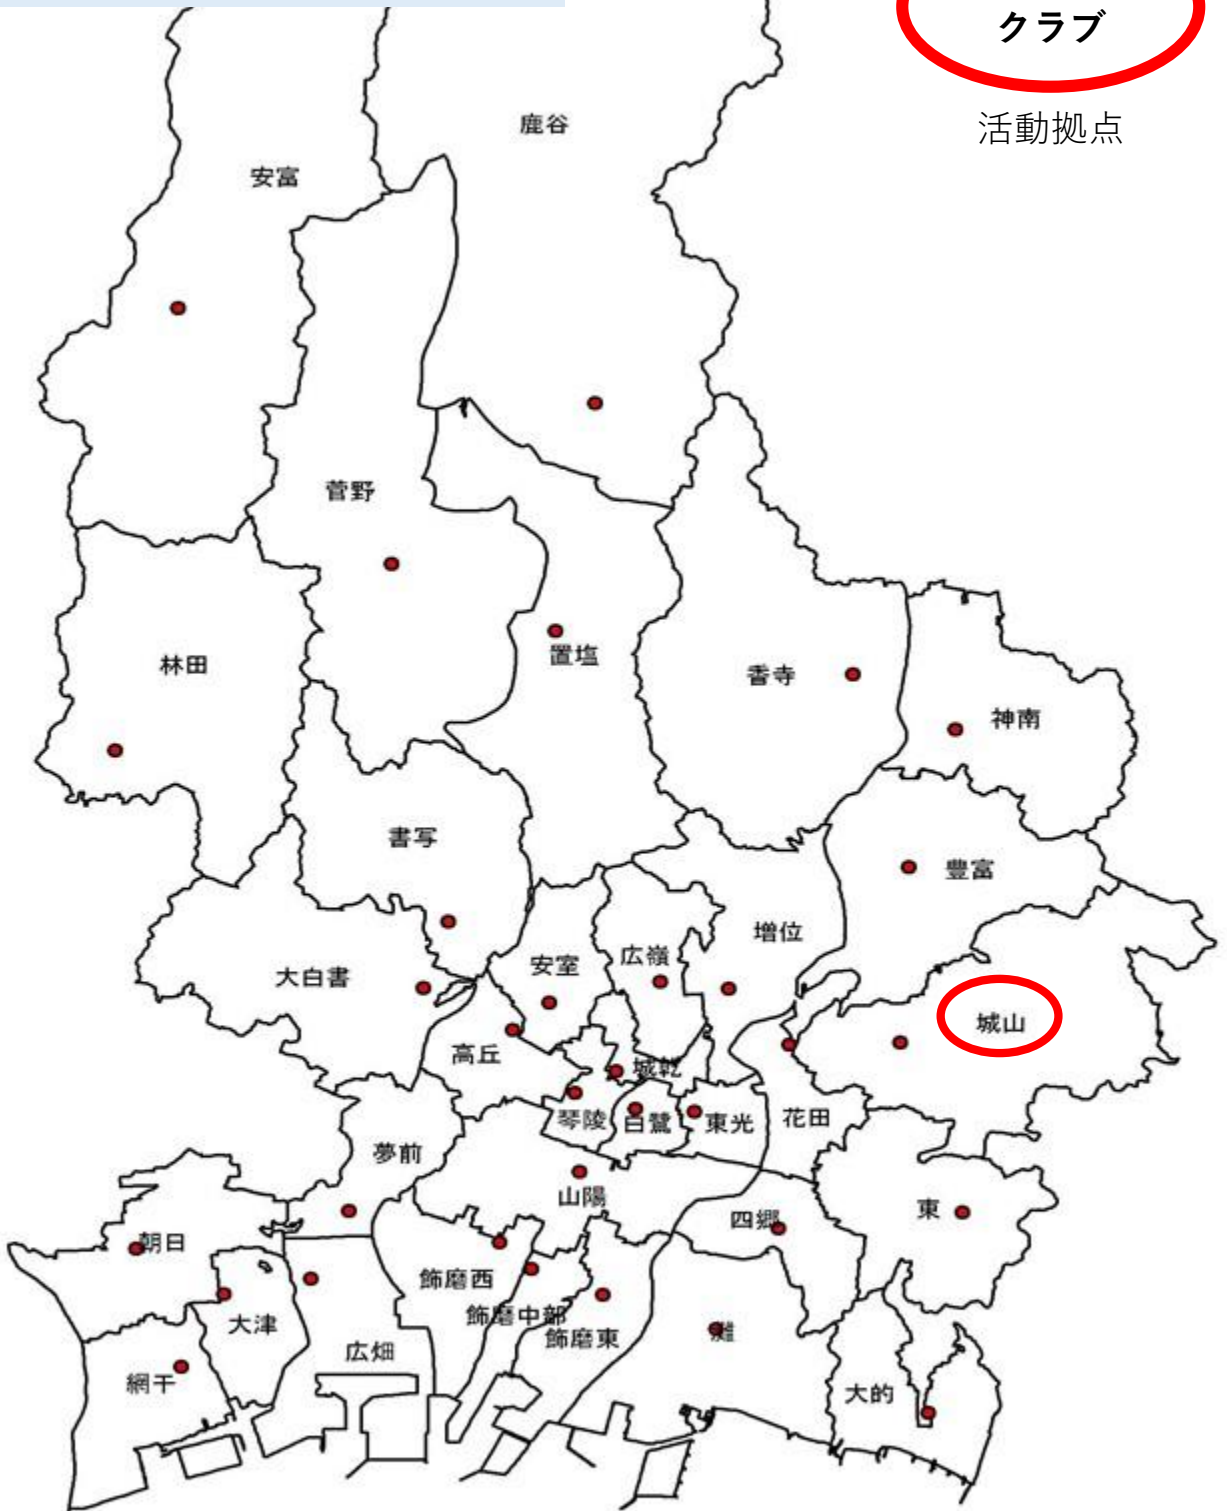 クラブ
活動拠点
鹿谷
安富
菅野
置塩
林田
香寺
神南
書写
豊富
増位
広嶺
安室
大白書
城山
高丘
城乾
琴陵
白鷺
東光
花田
夢前
山陽
四郷
東
朝日
飾磨西
飾磨中部
飾磨東
大津
灘
広畑
網干
大的